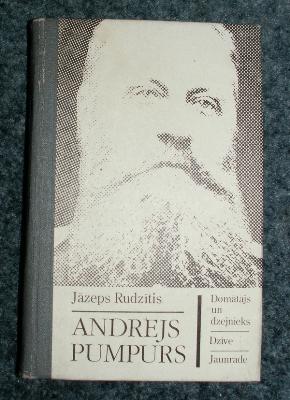 Jāzeps Rudzītis
ANDREJS
PUMPURS
Domātājs
un
dzejnieks
Dzīve
Jaunrade